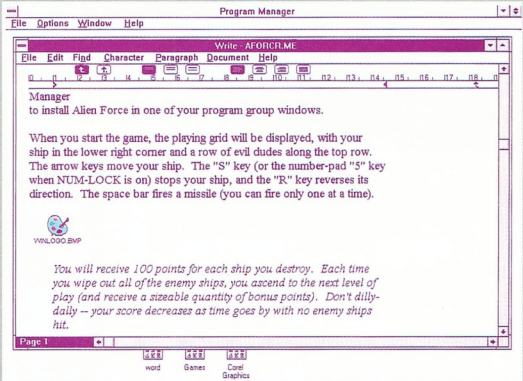 Program Manager
File Options Window Help
Write - AFORCR.ME
File Edit Find Character Paragraph Document Help
Manager
to install Alien Force in one of your program group windows.
When you start the game, the playing grid will be displayed, with your
ship in the lower right corner and a row of evil dudes along the top row.
The arrow keys move your ship. The "S" key (or the number-pad "5" key
when NUM-LOCK is on) stops your ship, and the "R" key reverses its
direction. The space bar fires a missile (you can fire only one at a time).
WINLOGO.BMP
You will receive 100 points for each ship you destroy. Each time
you wipe out all of the enemy ships, you ascend to the next level of
play (and receive a sizeable quantity of bonus points). Don't dilly-
dally -- your score decreases as time goes by with no enemy ships
hit.
Page 1
word Games Corel
Graphics